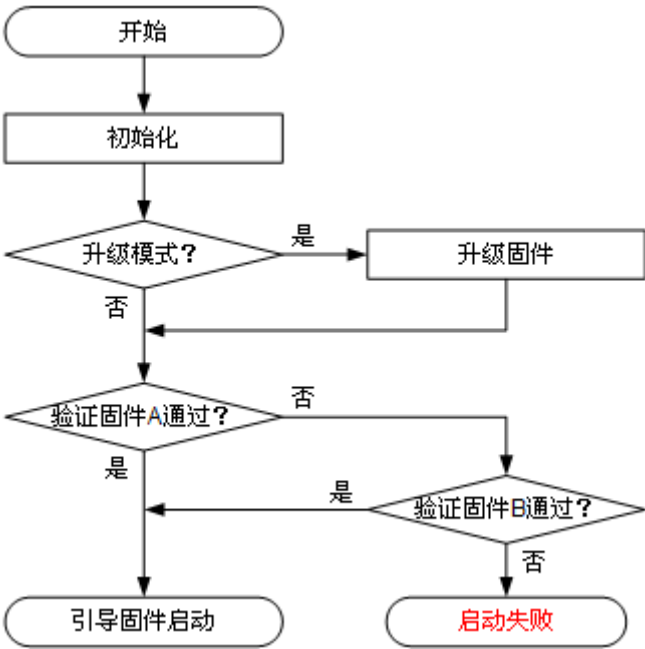 开始
初始化
升级模式？
是
升级固件
否
验证固件A通过？
否
是
是
验证固件B通过？
否
引导固件启动
启动失败